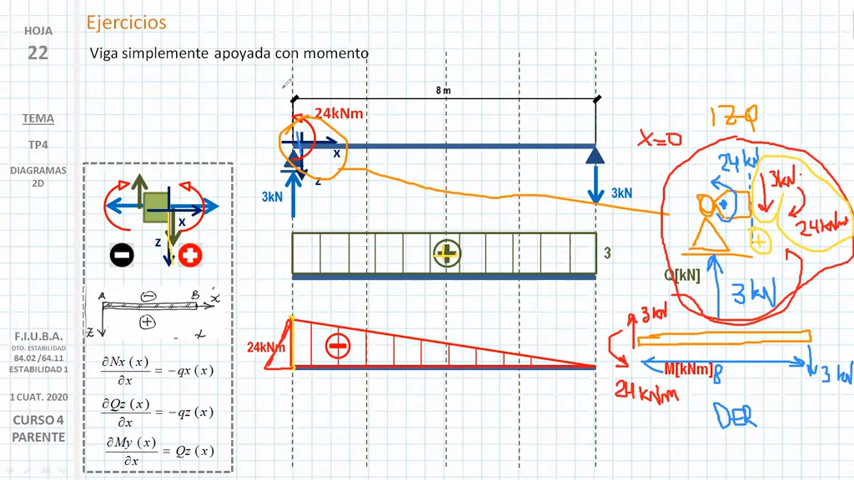 HOJA
22
TEMA
TP4
DIAGRAMAS
2D
F.I.U.B.A.
DTO. ESTABILIDAD
84.02/64.11
ESTABILIDAD 1
1 CUAT. 2020
CURSO 4
PARENTE
Ejercicios
Viga simplemente apoyada con momento
8 m
24kNm
x
z
3kN
3kN
x
z
A
B
x
z
x
∂Nx (x)
∂x
= −qx (x)
∂Qz (x)
∂x
= −qz (x)
∂My (x)
∂x
= Qz (x)
3
Q[kN]
24kNm
M[kNm]
IZQ
X=0
24kN
3kN
24kNm
3kN
3kN
8
3kN
24kNm
DER